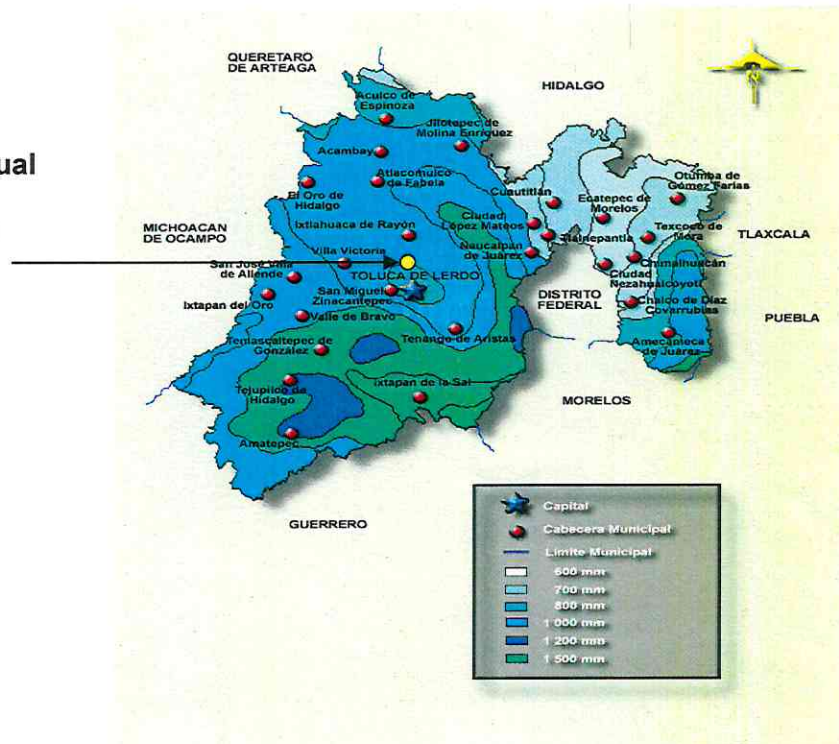 ual
QUERETARO
DE ARTEAGA
HIDALGO
Aculco de
Espinoza
Jilotepec de
Molina Enríquez
Acambay
Atlacomulco
de Fabela
El Oro de
Hidalgo
Cuautitlán
Otumba de
Gómez Farías
Ecatepec de
Morelos
Ciudad
López Mateos
Ixtlahuaca de Rayón
Texcoco de
Mora
MICHOACAN
DE OCAMPO
TLAXCALA
Tlalnepantla
Naucalpan
de Juárez
Villa Victoria
Chimalhuacán
San José Villa
de Allende
TOLUCA DE LERDO
Ciudad
Nezahualcóyotl
San Miguel
Zinacantepec
DISTRITO
FEDERAL
Ixtapan del Oro
Chalco de Díaz
Covarrubias
Valle de Bravo
PUEBLA
Tenango de Aristas
Amecameca
de Juárez
Temascaltepec de
González
Tejupilco de
Hidalgo
Ixtapan de la Sal
MORELOS
Amatepec
GUERRERO
N
Capital
Cabecera Municipal
Límite Municipal
600 mm
700 mm
800 mm
1 000 mm
1 200 mm
1 500 mm